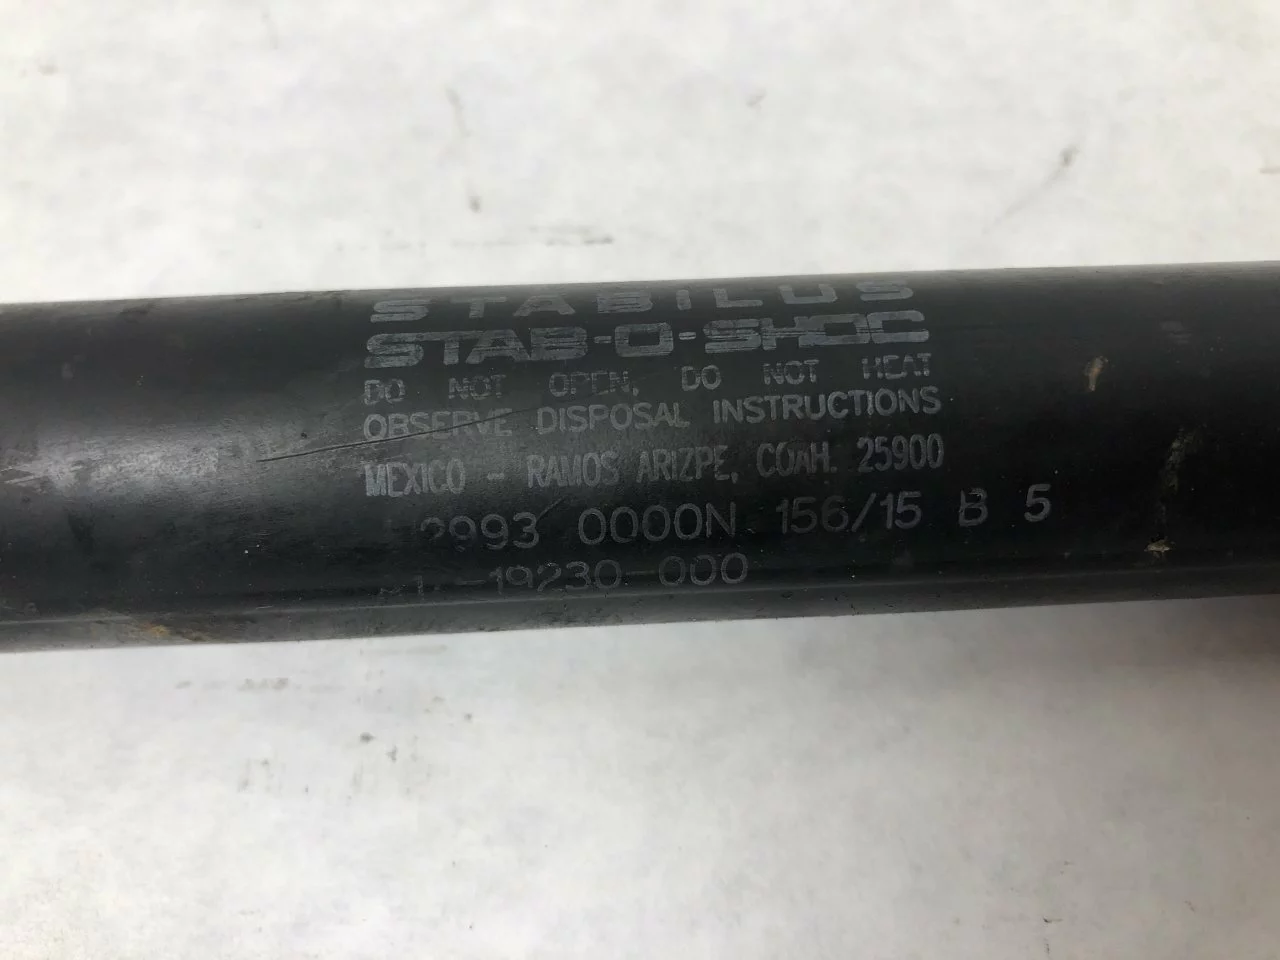 STABILUS
STAB-O-SHOC
DO NOT OPEN, DO NOT HEAT
OBSERVE DISPOSAL INSTRUCTIONS
MEXICO - RAMOS ARIZPE, COAH. 25900
0000N 156/15 B 5
-19230-000